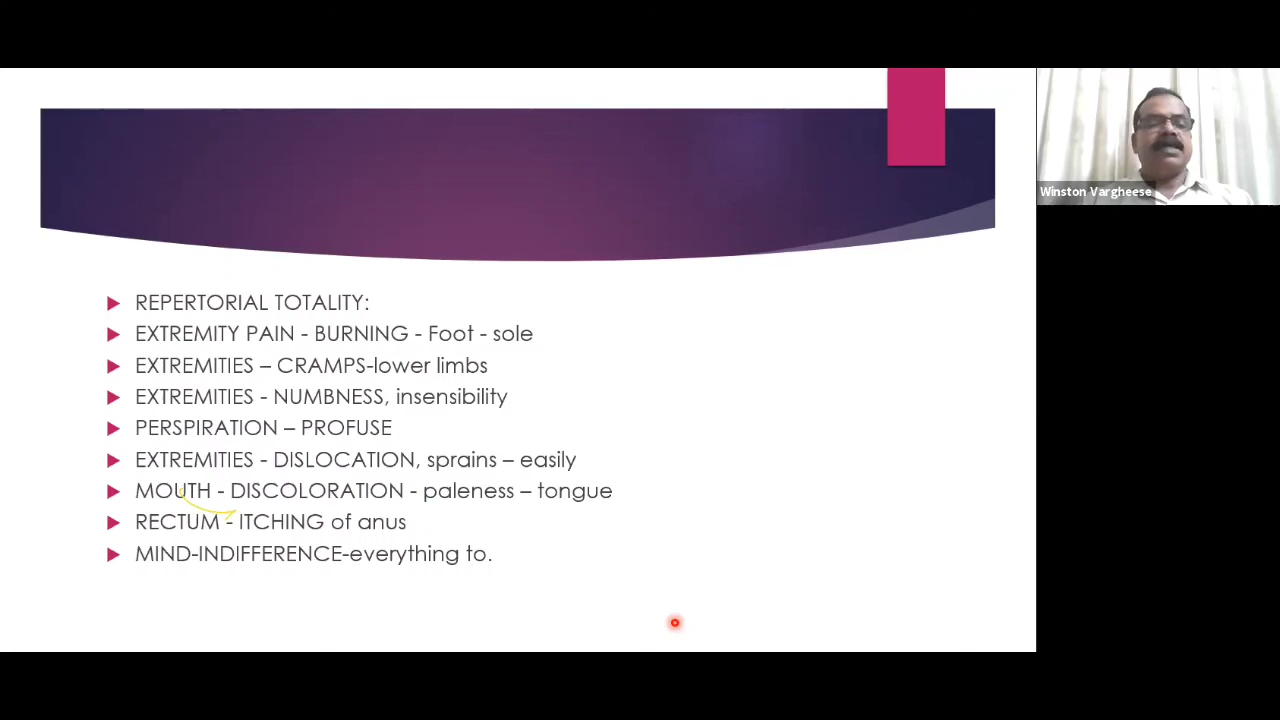 REPERTORIAL TOTALITY:
EXTREMITY PAIN - BURNING - Foot - sole
EXTREMITIES – CRAMPS-lower limbs
EXTREMITIES - NUMBNESS, insensibility
PERSPIRATION – PROFUSE
EXTREMITIES - DISLOCATION, sprains – easily
MOUTH - DISCOLORATION - paleness – tongue
RECTUM - ITCHING of anus
MIND-INDIFFERENCE-everything to.
Winston Vargheese